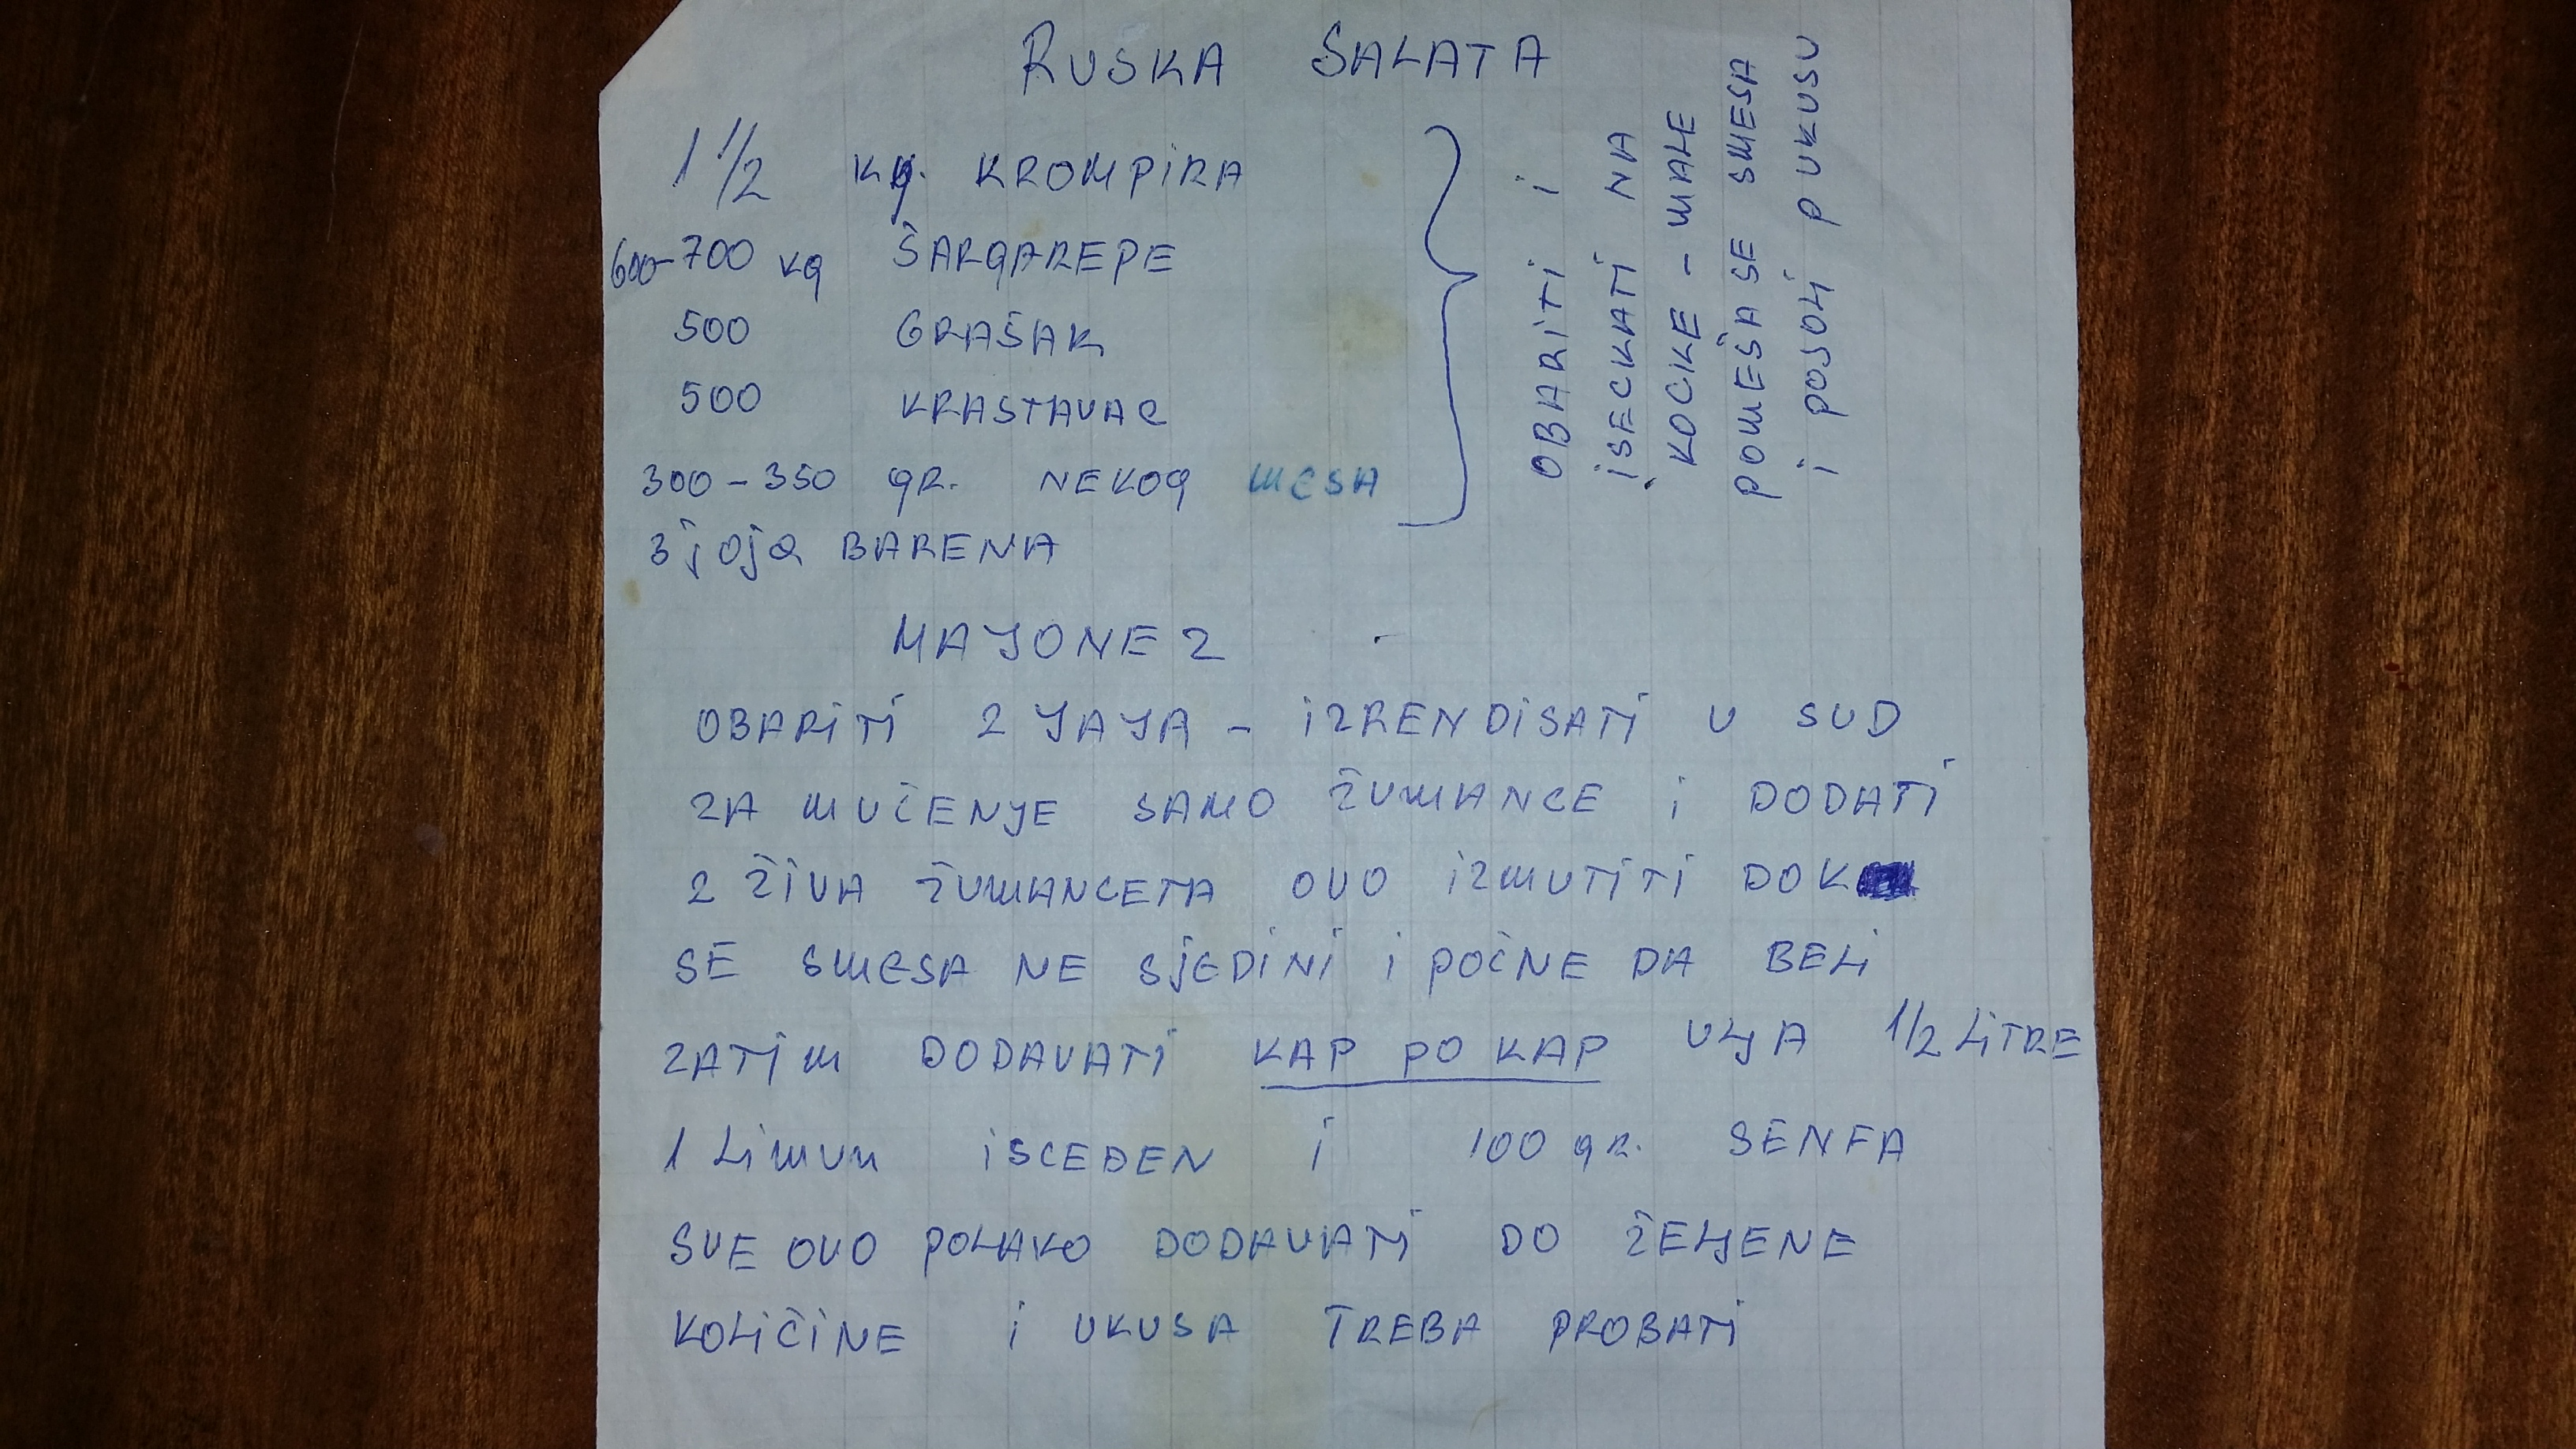 RUSKA SALATA
1 1/2 kg. KROMPIRA
600-700 kg ŠARGAREPE
500 GRAŠAK
500 KRASTAVAC
300-350 gr. NEKOG MESA
3 jaja BARENA
OBARITI i
iSECKATI NA
KOCKE - MALE
POMEŠA SE SMESA
i POSOLI P UKUSU
MAJONEZ
OBARITI 2 JAJA - IZRENDISATI U SUD
ZA MUĆENJE SAMO ŽUMANCE i DODATI
2 ŽIVA ŽUMANCETA OVO IZMUTITI DOK
SE SMESA NE SJEDINI i POČNE DA BELI
ZATIM DODAVATI KAP PO KAP ULJA 1/2 LITRE
1 LIMUN ISCEĐEN I 100 gr. SENFA
SVE OVO POLAKO DODAVATI DO ŽELJENE
KOLIČINE I UKUSA TREBA PROBATI